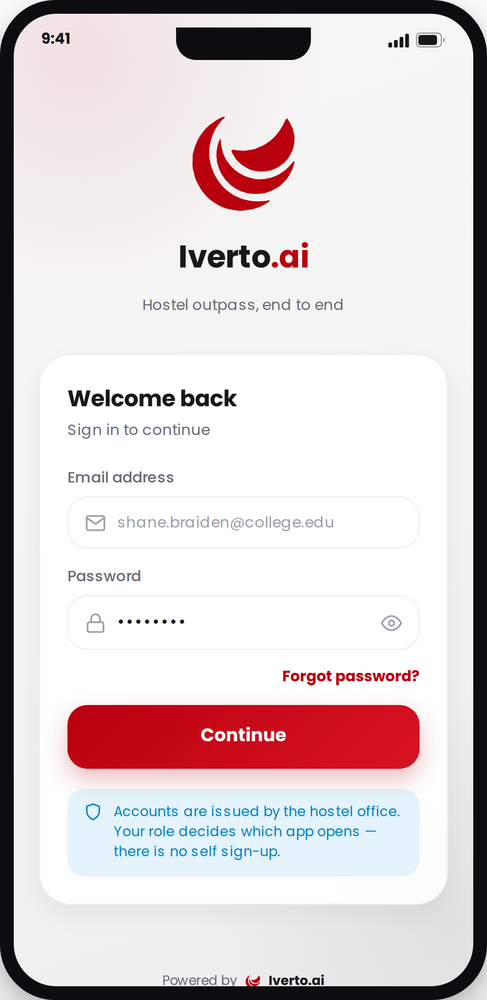 9:41
Iverto.ai
Hostel outpass, end to end
Welcome back
Sign in to continue
Email address
shane.braiden@college.edu
Password
••••••••
Forgot password?
Continue
Accounts are issued by the hostel office.
Your role decides which app opens —
there is no self sign-up.
Powered by Iverto.ai